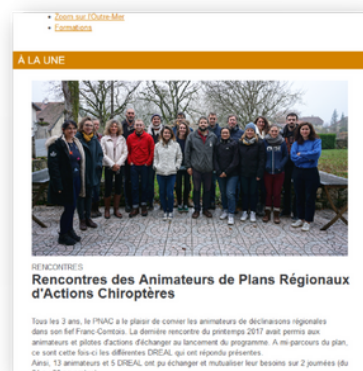 Zoom sur l'Outre-Mer
Formations
À LA UNE
RENCONTRES
Rencontres des Animateurs de Plans Régionaux
d'Actions Chiroptères
Tous les 3 ans, le PNAC a le plaisir de convier les animateurs de déclinaisons régionales
dans son fief Franc-Comtois. La dernière rencontre du printemps 2017 avait permis aux
animateurs et pilotes d'actions d'échanger au lancement du programme. A mi-parcours du plan,
ce sont cette fois-ci les différentes DREAL qui ont répondu présentes.
Ainsi, 13 animateurs et 5 DREAL ont pu échanger et mutualiser leur besoins sur 2 journées (du